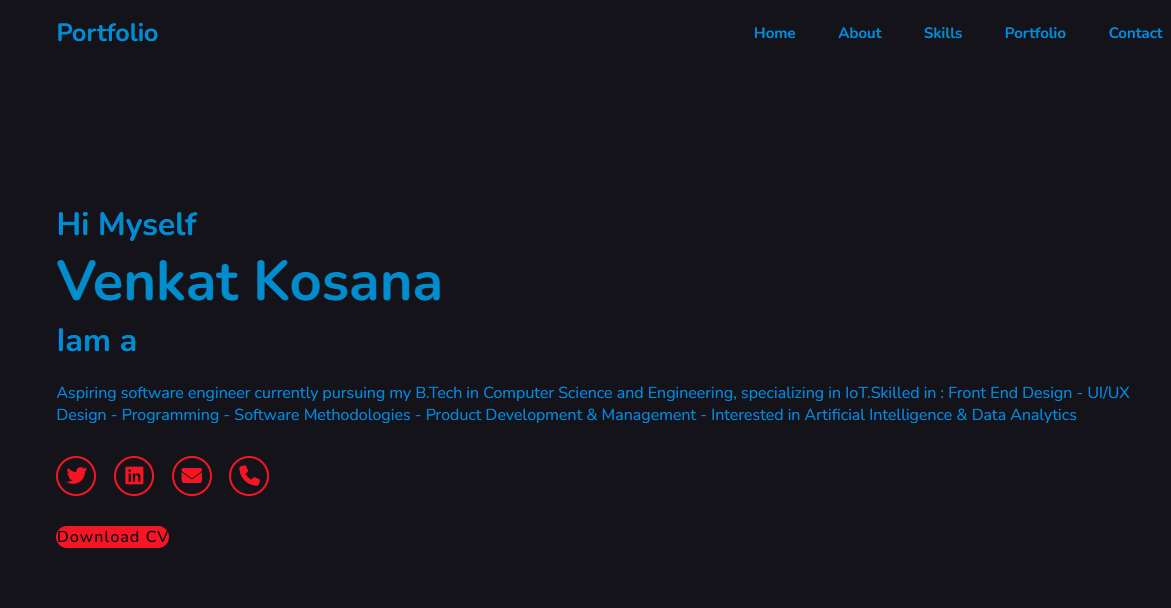 Portfolio
Home About Skills Portfolio Contact
Hi Myself
Venkat Kosana
Iam a
Aspiring software engineer currently pursuing my B.Tech in Computer Science and Engineering, specializing in IoT.Skilled in : Front End Design - UI/UX
Design - Programming - Software Methodologies - Product Development & Management - Interested in Artificial Intelligence & Data Analytics
in
Download CV